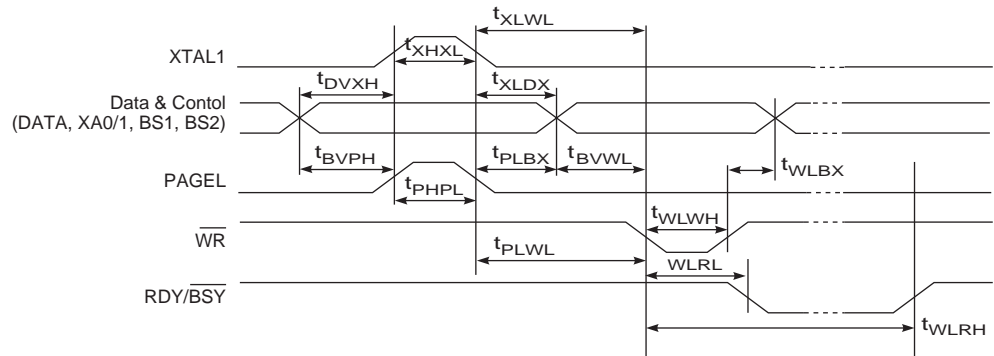 tXLWL
XTAL1
tXHXL
tDVXH
tXLDX
Data & Contol
(DATA, XA0/1, BS1, BS2)
tBVPH
tPLBX
tBVWL
tWLBX
PAGEL
tPHPL
tWLWH
WR
tPLWL
WLRL
RDY/BSY
tWLRH